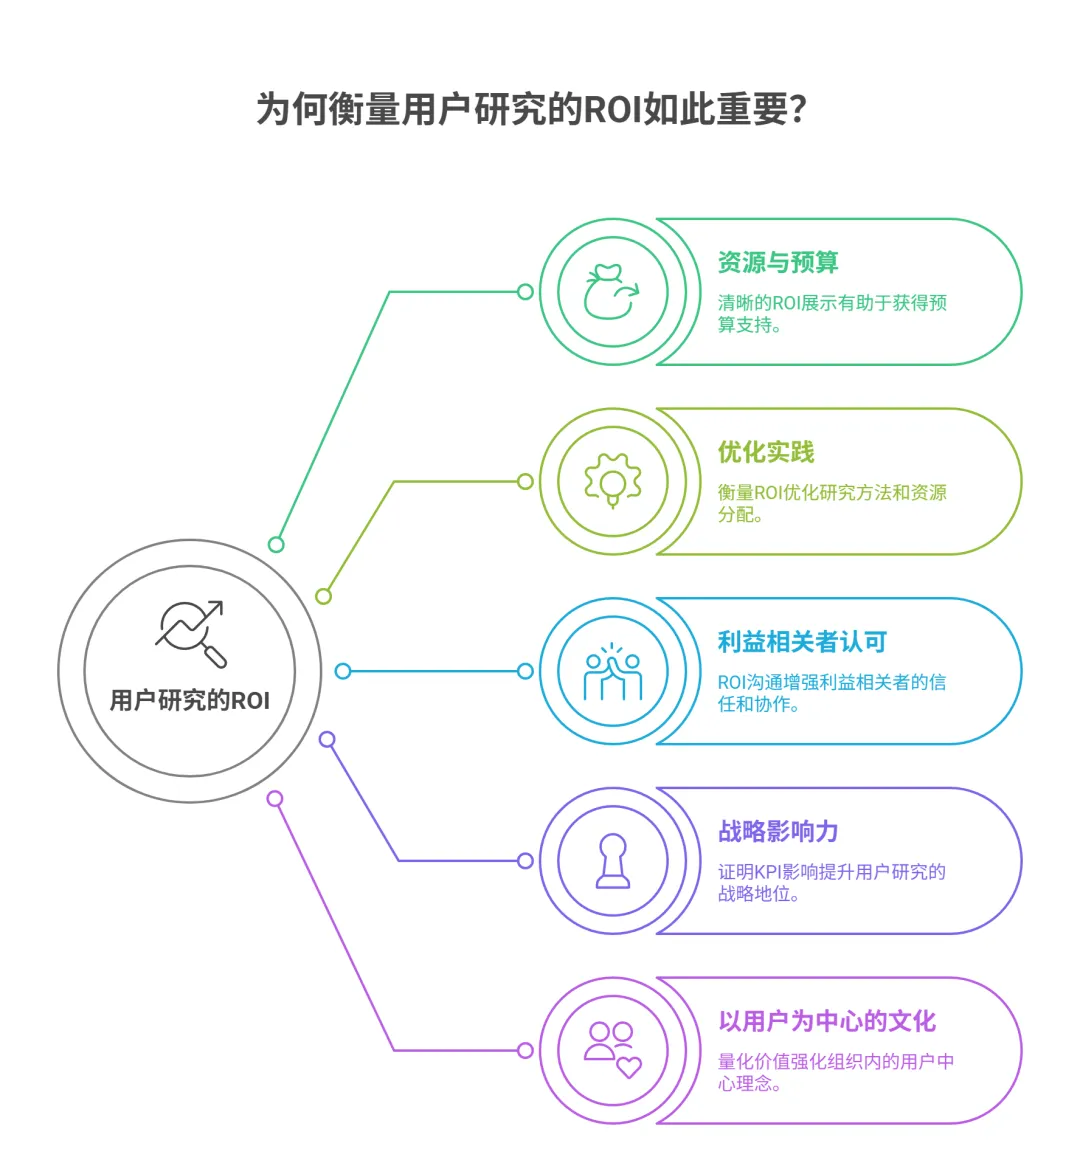 为何衡量用户研究的ROI如此重要?
资源与预算
清晰的ROI展示有助于获得预
算支持。
优化实践
衡量ROI优化研究方法和资源
分配。
用户研究的ROI
利益相关者认可
ROI沟通增强利益相关者的信
任和协作。
战略影响力
证明KPI影响提升用户研究的
战略地位。
以用户为中心的文化
量化价值强化组织内的用户中
心理念。